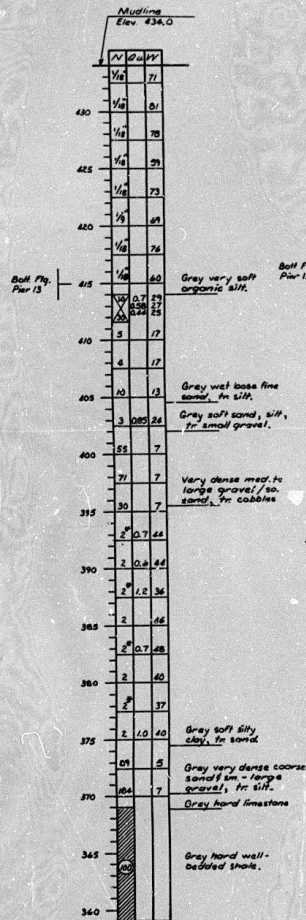 Mudline
Elev. 434.0
N Qu W
1/18" 71
430
1/18" 81
1/18" 78
425
1/18" 59
1/18" 73
420
1/9" 69
1/18" 76
Bott. Ftg.
Pier 13
415
1/18" 60
Grey very soft
organic silt.
Bott F
Pier 1
10 0.7 29
0.58 27
30 0.44 25
5 17
410
4 17
10 13
Grey wet loose fine
sand, tr. silt.
405
3 0.85 24
Grey soft sand, silt,
tr. small gravel.
400
55 7
71 7
Very dense med. to
large gravel / so.
sand, tr. cobbles
395
30 7
2" 0.7 44
390
2 0.6 44
2" 1.2 36
385
2 46
2" 0.7 48
380
2 40
2" 37
375
2 1.0 40
Grey soft silty
clay, tr. sand.
89 5
Grey very dense coarse
sand & sm. - large
gravel, tr. silt.
370
104 7
Grey hard limestone
365
100
Grey hard well-
bedded shale.
360